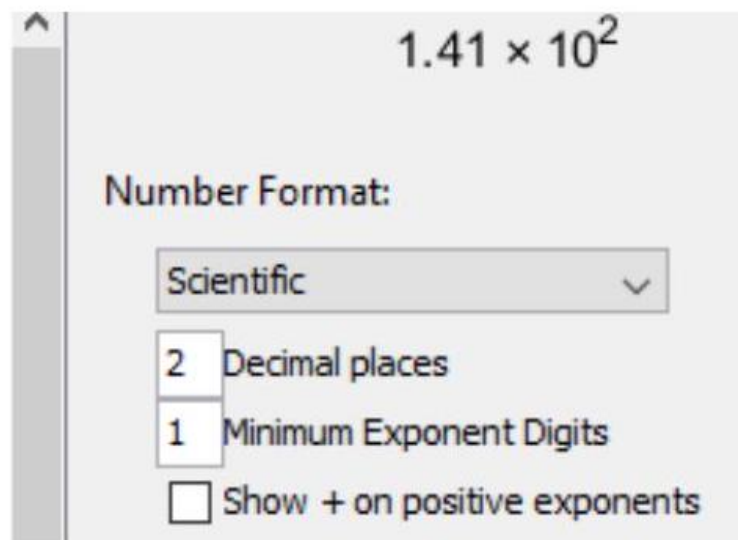 1.41 × 10²
Number Format:
Scientific
2 Decimal places
1 Minimum Exponent Digits
Show + on positive exponents